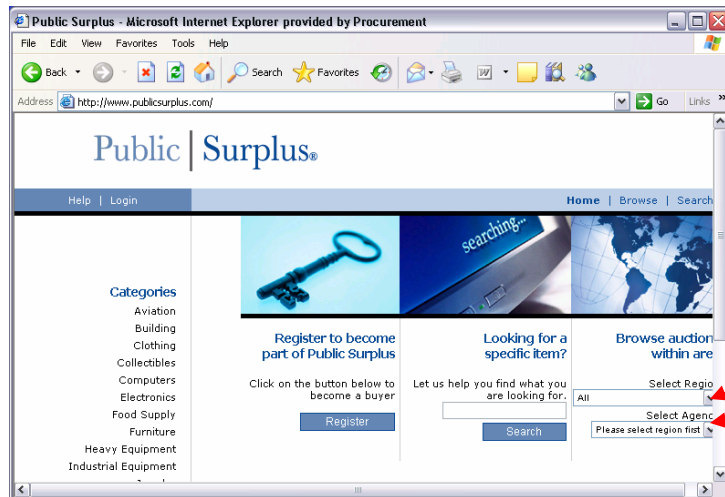 Public Surplus - Microsoft Internet Explorer provided by Procurement
File Edit View Favorites Tools Help
Back Search Favorites
Address http://www.publicsurplus.com/ Go Links »
Public | Surplus®
Help | Login
Home | Browse | Search
searching...
Categories
Aviation
Building
Clothing
Collectibles
Computers
Electronics
Food Supply
Furniture
Heavy Equipment
Industrial Equipment
Register to become
part of Public Surplus
Click on the button below to
become a buyer
Register
Looking for a
specific item?
Let us help you find what you
are looking for.
Search
Browse auction
within are
Select Regio
All
Select Agenc
Please select region first